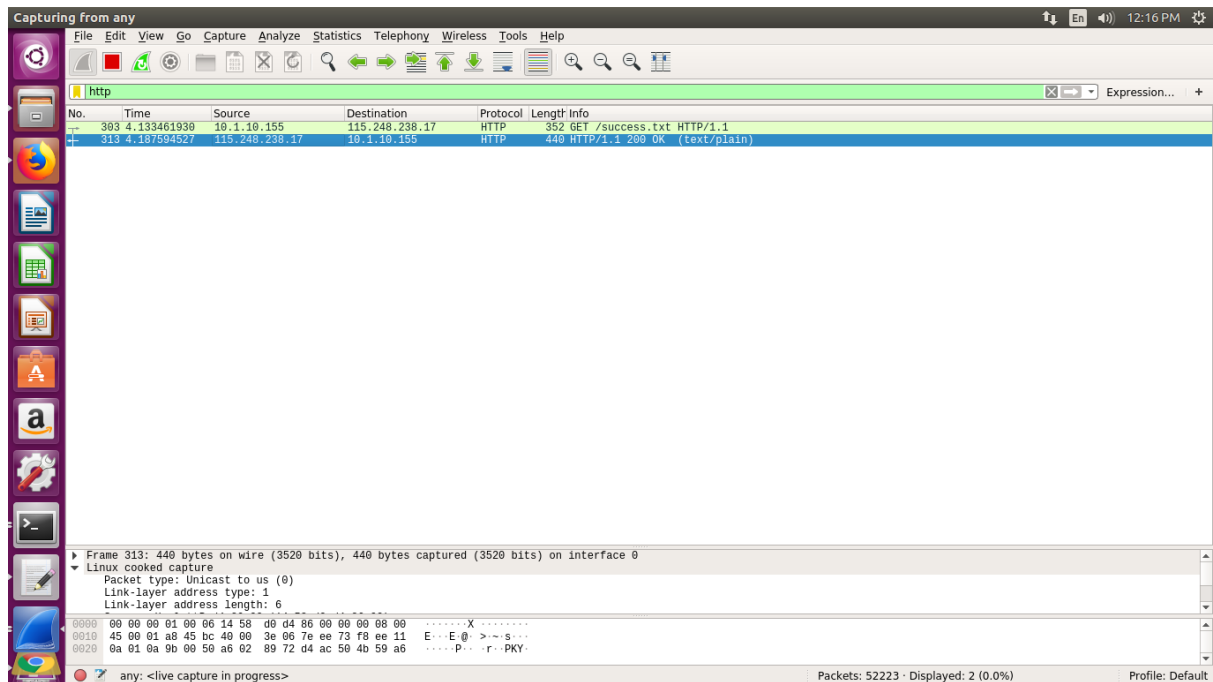 Capturing from any
En
12:16 PM
File Edit View Go Capture Analyze Statistics Telephony Wireless Tools Help
http
Expression... +
No. Time Source Destination Protocol Length Info
303 4.133461930 10.1.10.155 115.248.238.17 HTTP 352 GET /success.txt HTTP/1.1
313 4.187594527 115.248.238.17 10.1.10.155 HTTP 440 HTTP/1.1 200 OK (text/plain)
Frame 313: 440 bytes on wire (3520 bits), 440 bytes captured (3520 bits) on interface 0
Linux cooked capture
Packet type: Unicast to us (0)
Link-layer address type: 1
Link-layer address length: 6
0000 00 00 00 01 00 06 14 58 d0 d4 86 00 00 00 08 00 ·······X ········
0010 45 00 01 a8 45 bc 40 00 3e 06 7e ee 73 f8 ee 11 E···E·@· >·~·s···
0020 0a 01 0a 9b 00 50 a6 02 89 72 d4 ac 50 4b 59 a6 ·····P·· ·r··PKY·
any: <live capture in progress>
Packets: 52223 · Displayed: 2 (0.0%)
Profile: Default